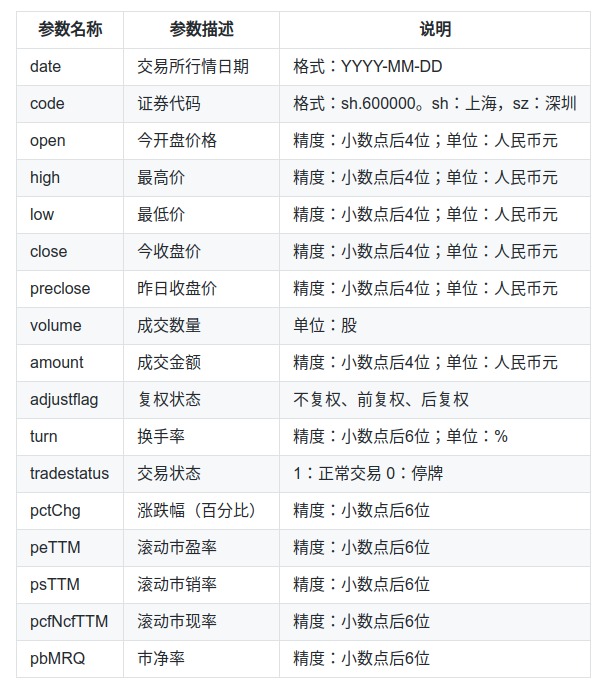 参数名称 参数描述 说明
date 交易所行情日期 格式：YYYY-MM-DD
code 证券代码 格式：sh.600000。sh：上海，sz：深圳
open 今开盘价格 精度：小数点后4位；单位：人民币元
high 最高价 精度：小数点后4位；单位：人民币元
low 最低价 精度：小数点后4位；单位：人民币元
close 今收盘价 精度：小数点后4位；单位：人民币元
preclose 昨日收盘价 精度：小数点后4位；单位：人民币元
volume 成交数量 单位：股
amount 成交金额 精度：小数点后4位；单位：人民币元
adjustflag 复权状态 不复权、前复权、后复权
turn 换手率 精度：小数点后6位；单位：%
tradestatus 交易状态 1：正常交易 0：停牌
pctChg 涨跌幅（百分比） 精度：小数点后6位
peTTM 滚动市盈率 精度：小数点后6位
psTTM 滚动市销率 精度：小数点后6位
pcfNcfTTM 滚动市现率 精度：小数点后6位
pbMRQ 市净率 精度：小数点后6位